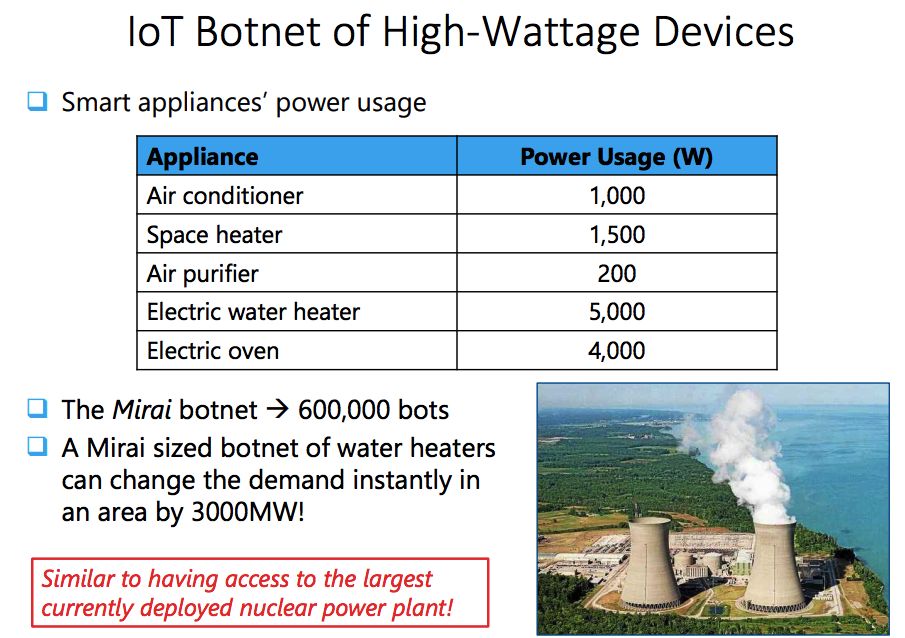 IoT Botnet of High-Wattage Devices
Smart appliances’ power usage
Appliance Power Usage (W)
Air conditioner 1,000
Space heater 1,500
Air purifier 200
Electric water heater 5,000
Electric oven 4,000
The Mirai botnet → 600,000 bots
A Mirai sized botnet of water heaters
can change the demand instantly in
an area by 3000MW!
Similar to having access to the largest
currently deployed nuclear power plant!